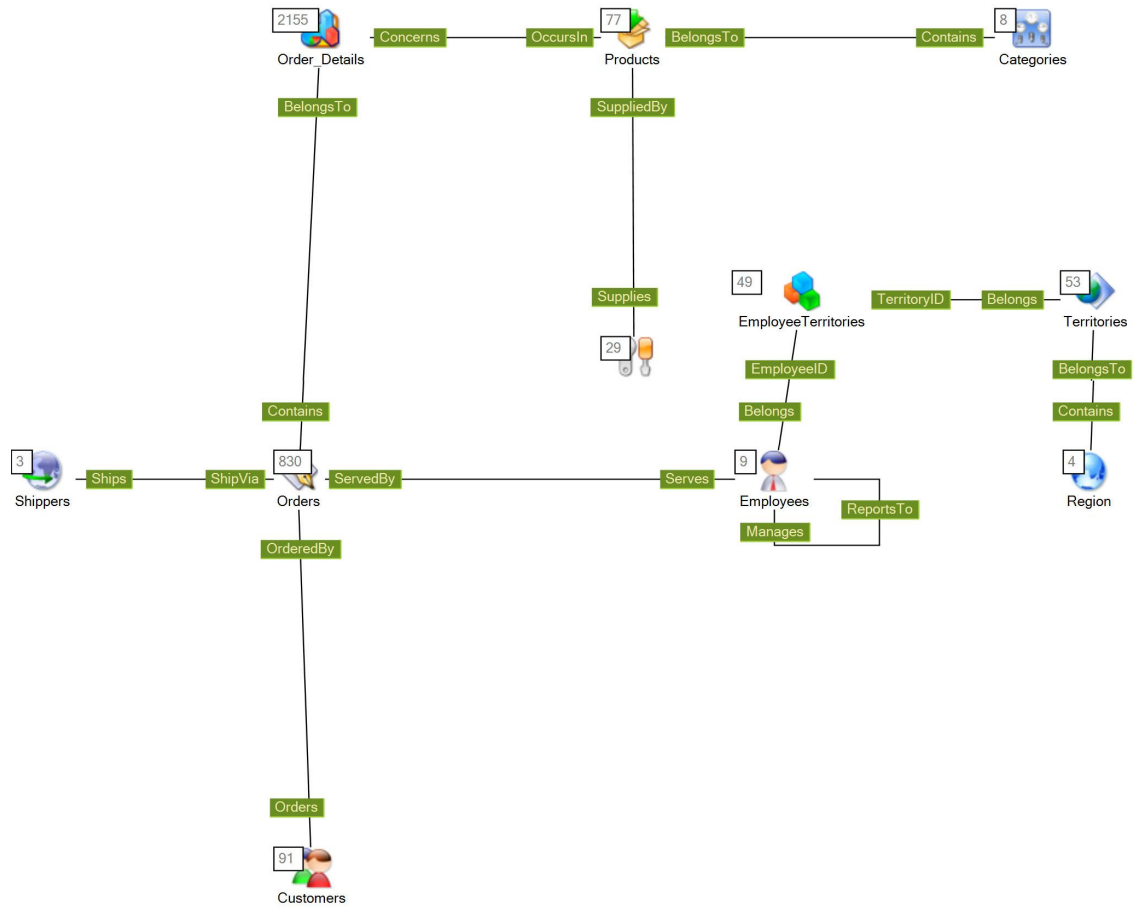 2155
77
8
Concerns
OccursIn
BelongsTo
Contains
Order_Details
Products
Categories
BelongsTo
SuppliedBy
49
53
Supplies
TerritoryID
Belongs
EmployeeTerritories
Territories
29
EmployeeID
BelongsTo
Belongs
Contains
Contains
3
830
9
4
Ships
ShipVia
ServedBy
Serves
Shippers
Orders
Employees
Region
ReportsTo
Manages
OrderedBy
Orders
91
Customers